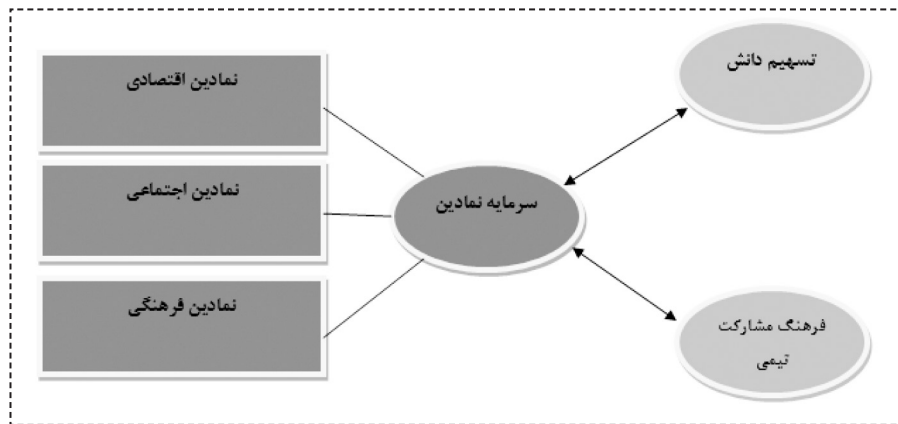 نمادین اقتصادی
تسهیم دانش
نمادین اجتماعی
سرمایه نمادین
نمادین فرهنگی
فرهنگ مشارکت
تیمی